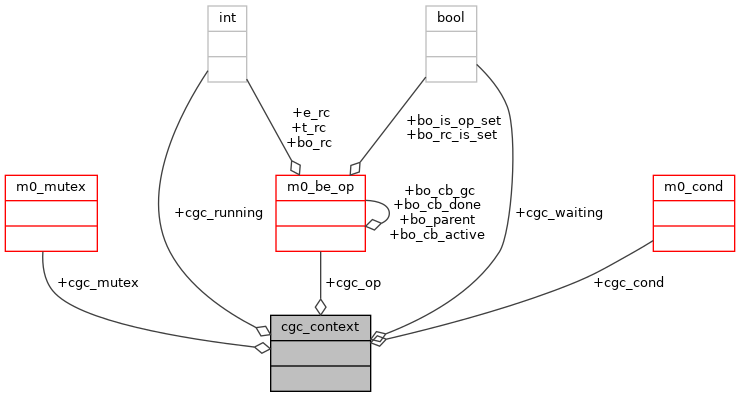 int
bool
+e_rc
+t_rc
+bo_rc
+bo_is_op_set
+bo_rc_is_set
m0_mutex
m0_be_op
m0_cond
+bo_cb_gc
+bo_cb_done
+bo_parent
+bo_cb_active
+cgc_running
+cgc_waiting
+cgc_mutex
+cgc_op
+cgc_cond
cgc_context